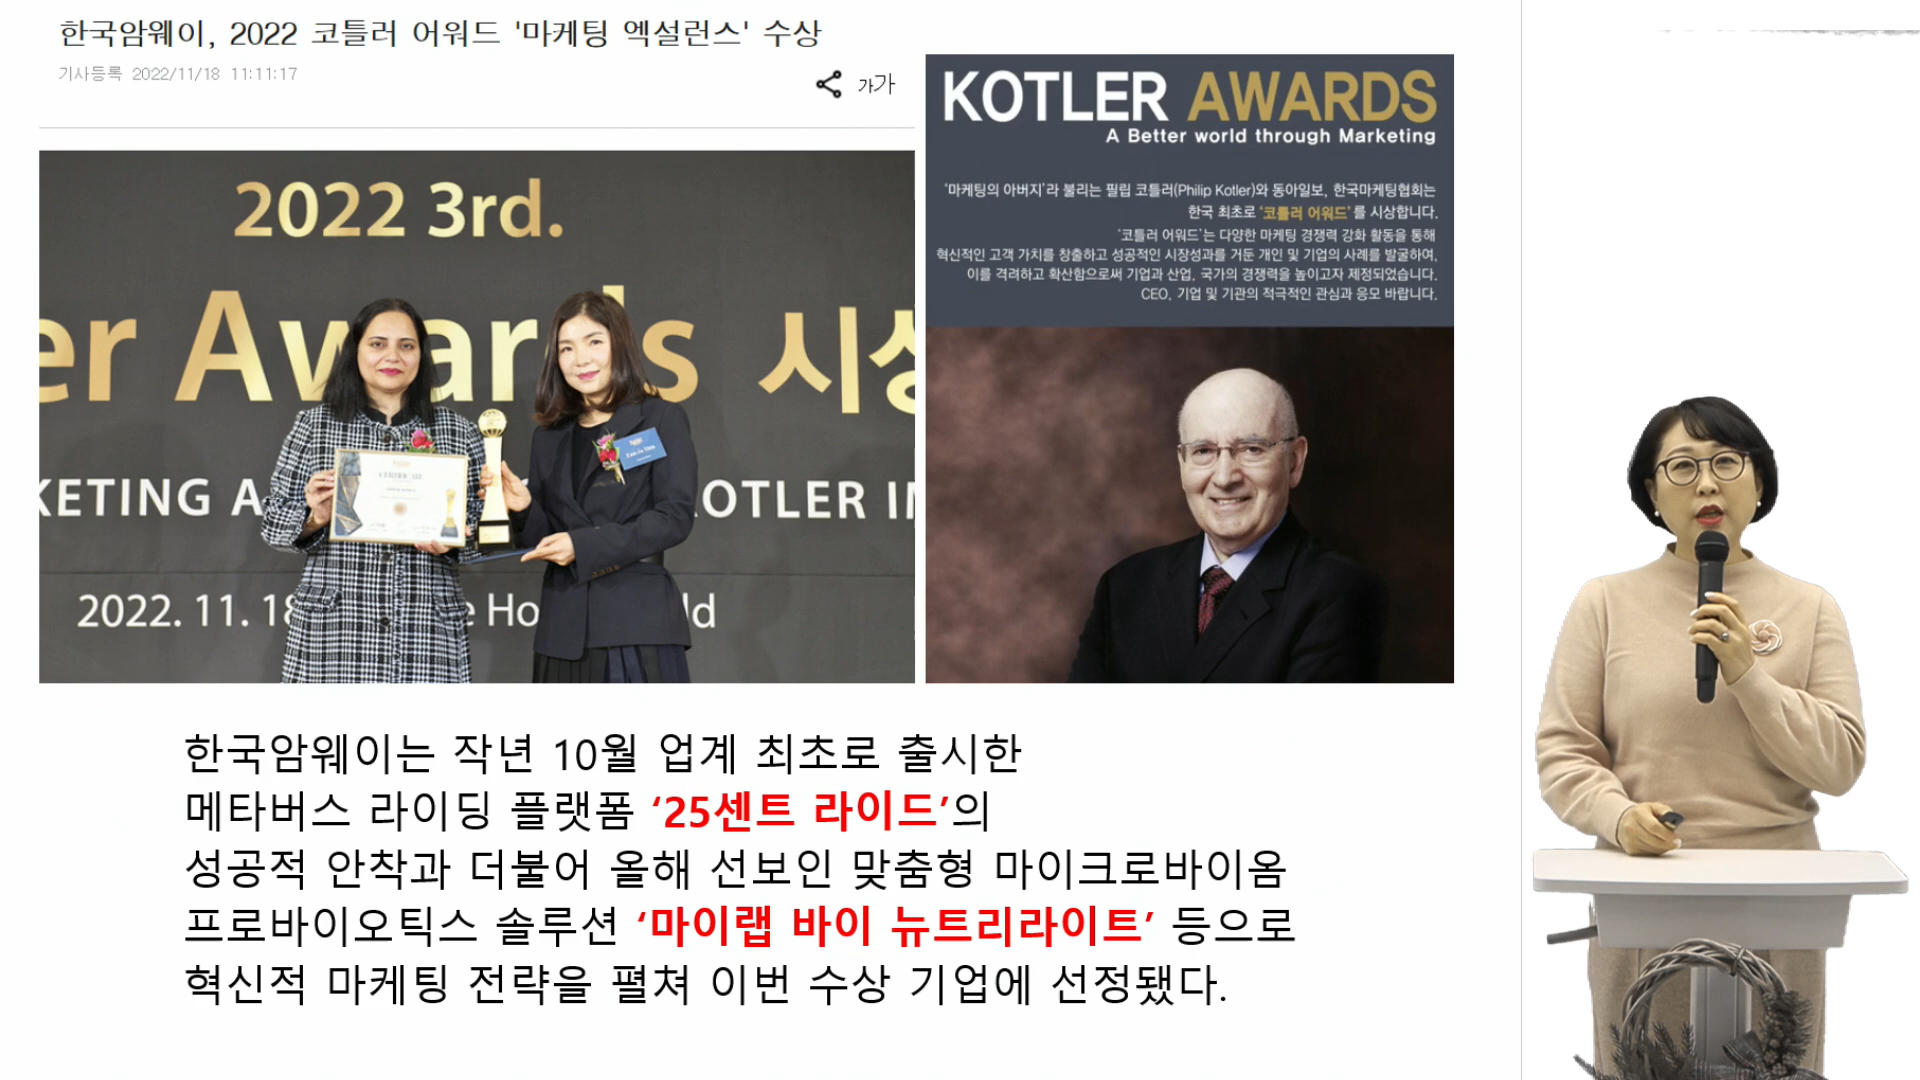 한국암웨이, 2022 코틀러 어워드 '마케팅 엑설런스' 수상
기사등록 2022/11/18 11:11:17
가가
2022 3rd.
er Awards 시상
KETING A OTLER IM
2022. 11. 18 e Ho ld
CERTIFICATE
KOTLER AWARDS
A Better world through Marketing
'마케팅의 아버지'라 불리는 필립 코틀러(Philip Kotler)와 동아일보, 한국마케팅협회는
한국 최초로 '코틀러 어워드'를 시상합니다.
'코틀러 어워드'는 다양한 마케팅 경쟁력 강화 활동을 통해
혁신적인 고객 가치를 창출하고 성공적인 시장성과를 거둔 개인 및 기업의 사례를 발굴하여,
이를 격려하고 확산함으로써 기업과 산업, 국가의 경쟁력을 높이고자 제정되었습니다.
CEO, 기업 및 기관의 적극적인 관심과 응모 바랍니다.
한국암웨이는 작년 10월 업계 최초로 출시한
메타버스 라이딩 플랫폼 ‘25센트 라이드’의
성공적 안착과 더불어 올해 선보인 맞춤형 마이크로바이옴
프로바이오틱스 솔루션 ‘마이랩 바이 뉴트리라이트’ 등으로
혁신적 마케팅 전략을 펼쳐 이번 수상 기업에 선정됐다.